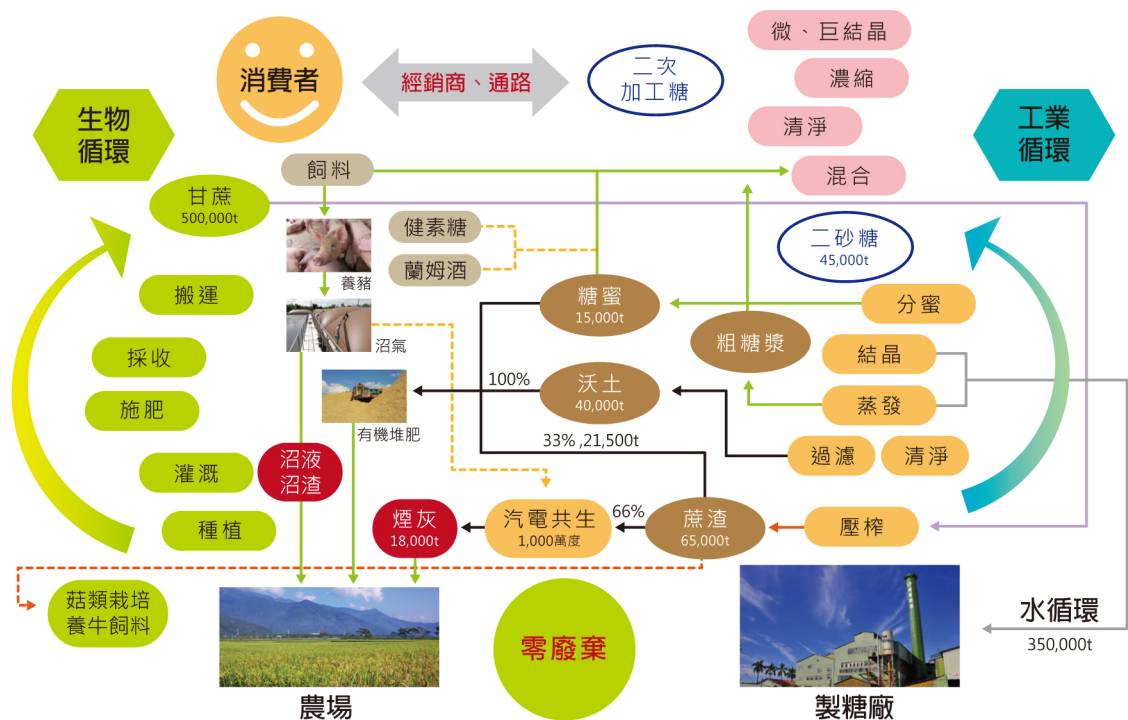 微、巨結晶
消費者
經銷商、通路
二次
加工糖
濃縮
生物
循環
清淨
工業
循環
飼料
混合
甘蔗
500,000t
健素糖
二砂糖
45,000t
蘭姆酒
養豬
搬運
糖蜜
15,000t
分蜜
粗糖漿
沼氣
結晶
採收
100%
沃土
40,000t
施肥
蒸發
有機堆肥
33% ,21,500t
沼液
沼渣
過濾
清淨
灌溉
種植
煙灰
18,000t
汽電共生
1,000萬度
66%
蔗渣
65,000t
壓榨
菇類栽培
養牛飼料
零廢棄
水循環
350,000t
農場
製糖廠